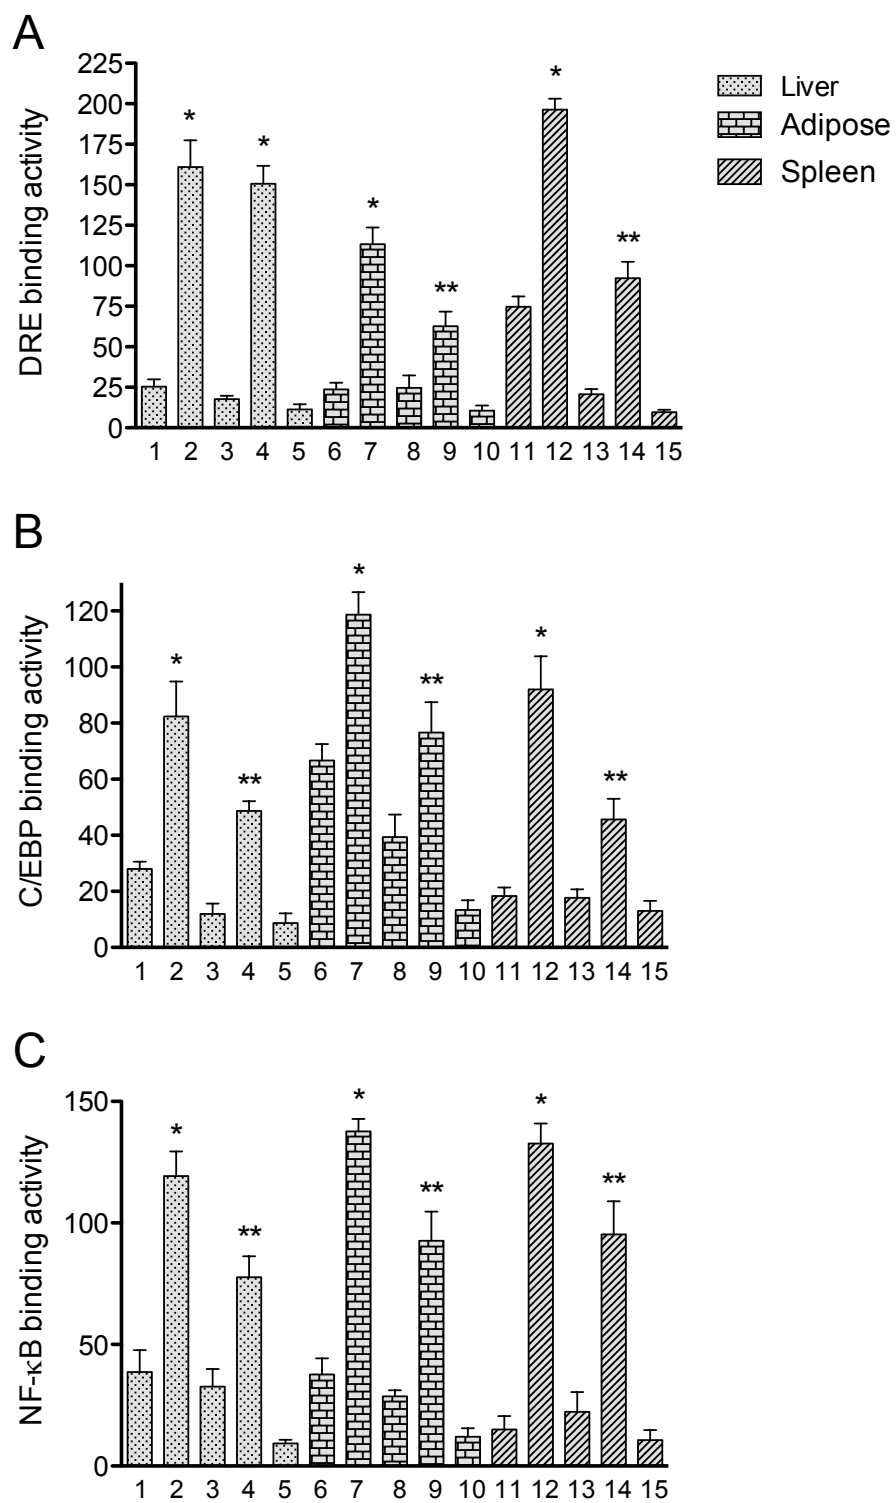 A
DRE binding activity
225
200
175
150
125
100
75
50
25
0
* * * ** * **
1 2 3 4 5 6 7 8 9 10 11 12 13 14 15
Liver
Adipose
Spleen
B
C/EBP binding activity
120
100
80
60
40
20
0
* ** * ** * **
1 2 3 4 5 6 7 8 9 10 11 12 13 14 15
C
NF-κB binding activity
150
100
50
0
* ** * ** * **
1 2 3 4 5 6 7 8 9 10 11 12 13 14 15